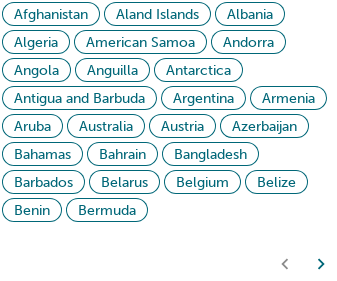 Afghanistan Aland Islands Albania
Algeria American Samoa Andorra
Angola Anguilla Antarctica
Antigua and Barbuda Argentina Armenia
Aruba Australia Austria Azerbaijan
Bahamas Bahrain Bangladesh
Barbados Belarus Belgium Belize
Benin Bermuda